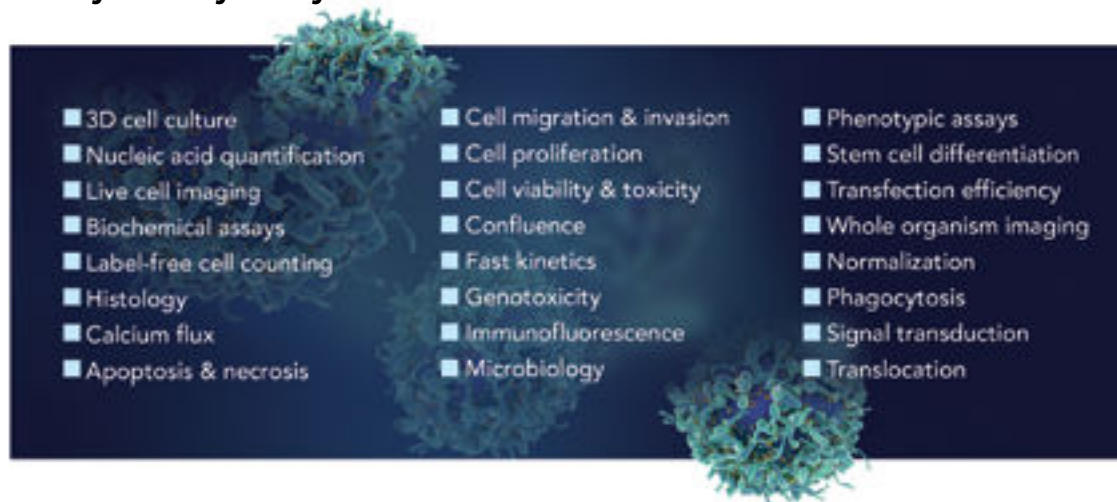 3D cell culture
Nucleic acid quantification
Live cell imaging
Biochemical assays
Label-free cell counting
Histology
Calcium flux
Apoptosis & necrosis
Cell migration & invasion
Cell proliferation
Cell viability & toxicity
Confluence
Fast kinetics
Genotoxicity
Immunofluorescence
Microbiology
Phenotypic assays
Stem cell differentiation
Transfection efficiency
Whole organism imaging
Normalization
Phagocytosis
Signal transduction
Translocation